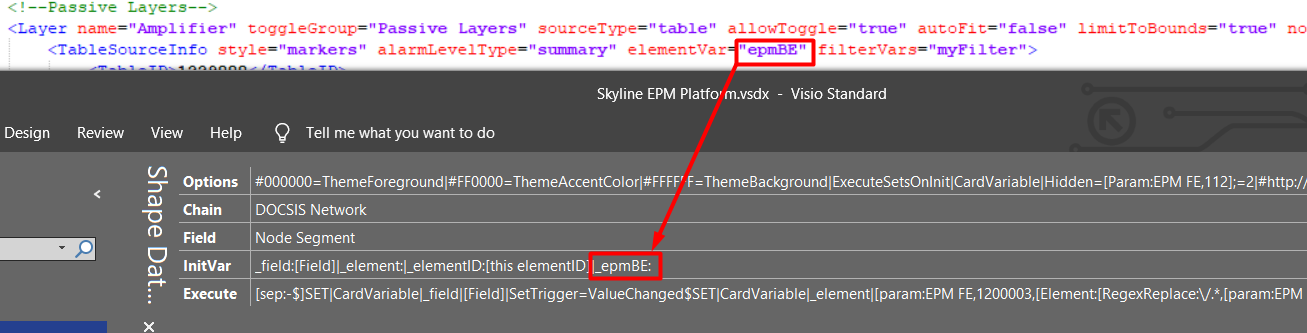 <!--Passive Layers-->
<Layer name="Amplifier" toggleGroup="Passive Layers" sourceType="table" allowToggle="true" autoFit="false" limitToBounds="true" no
<TableSourceInfo style="markers" alarmLevelType="summary" elementVar="epmBE" filterVars="myFilter">
Skyline EPM Platform.vsdx - Visio Standard
Design Review View Help Tell me what you want to do
Shape Dat...
Options #000000=ThemeForeground|#FF0000=ThemeAccentColor|#FFFFFF=ThemeBackground|ExecuteSetsOnInit|CardVariable|Hidden=[Param:EPM FE,112];=2|#http://
Chain DOCSIS Network
Field Node Segment
InitVar _field:[Field]|_element:|_elementID:[this elementID]|_epmBE:
Execute [sep:-$]SET|CardVariable|_field|[Field]|SetTrigger=ValueChanged$SET|CardVariable|_element|[param:EPM FE,1200003,[Element:[RegexReplace:\/.*,[param:EPM